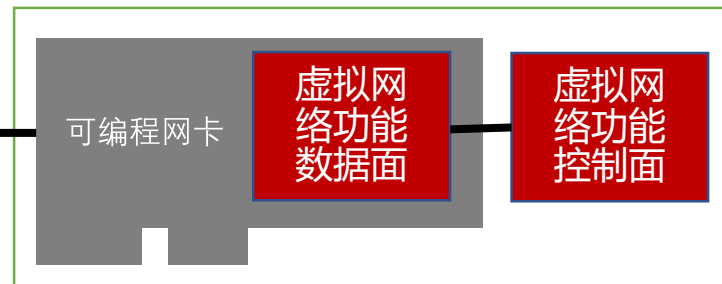 可编程网卡
虚拟网
络功能
数据面
虚拟网
络功能
控制面